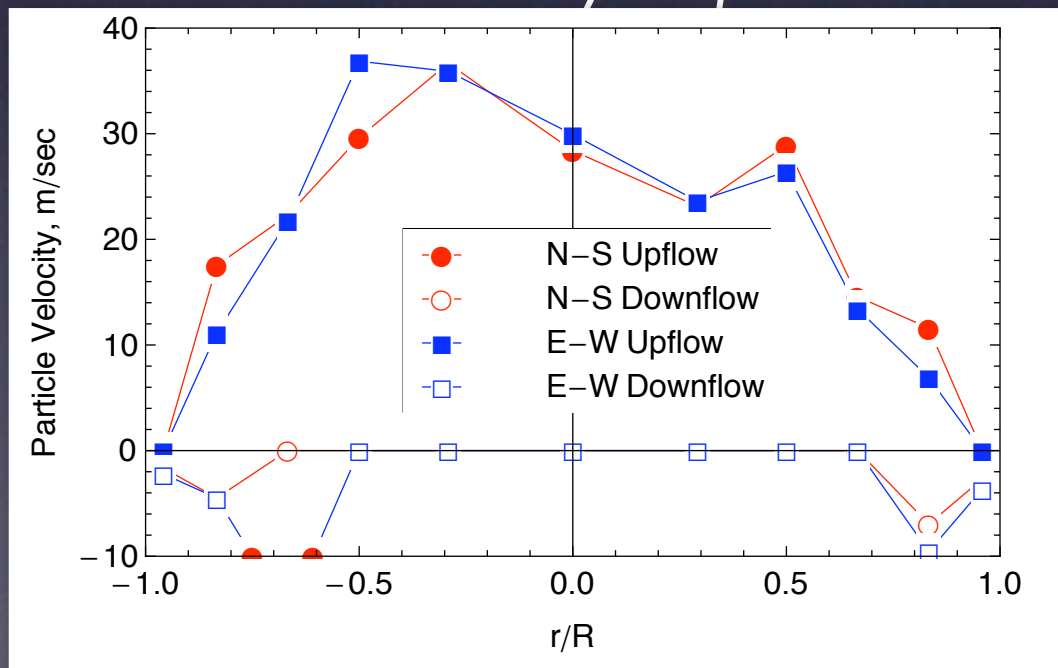 40
30
20
10
0
−10
Particle Velocity, m/sec
N−S Upflow
N−S Downflow
E−W Upflow
E−W Downflow
−1.0 −0.5 0.0 0.5 1.0
r/R